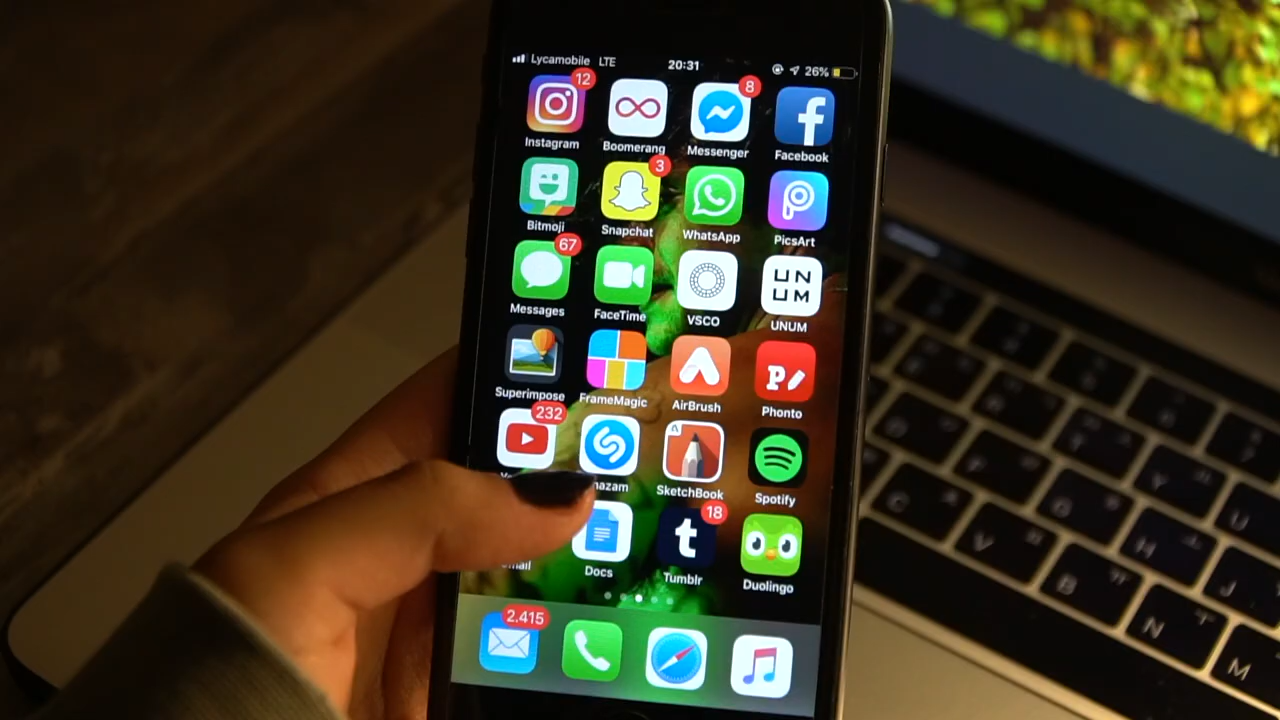 Lycamobile LTE 20:31 26%
12 8
Instagram Boomerang Messenger Facebook
3
Bitmoji Snapchat WhatsApp PicsArt
67
UN
UM
Messages FaceTime VSCO UNUM
Superimpose FrameMagic AirBrush Phonto
232
SketchBook Spotify
18
Docs Tumblr Duolingo
2.415
Y U
G H J
C V B N M